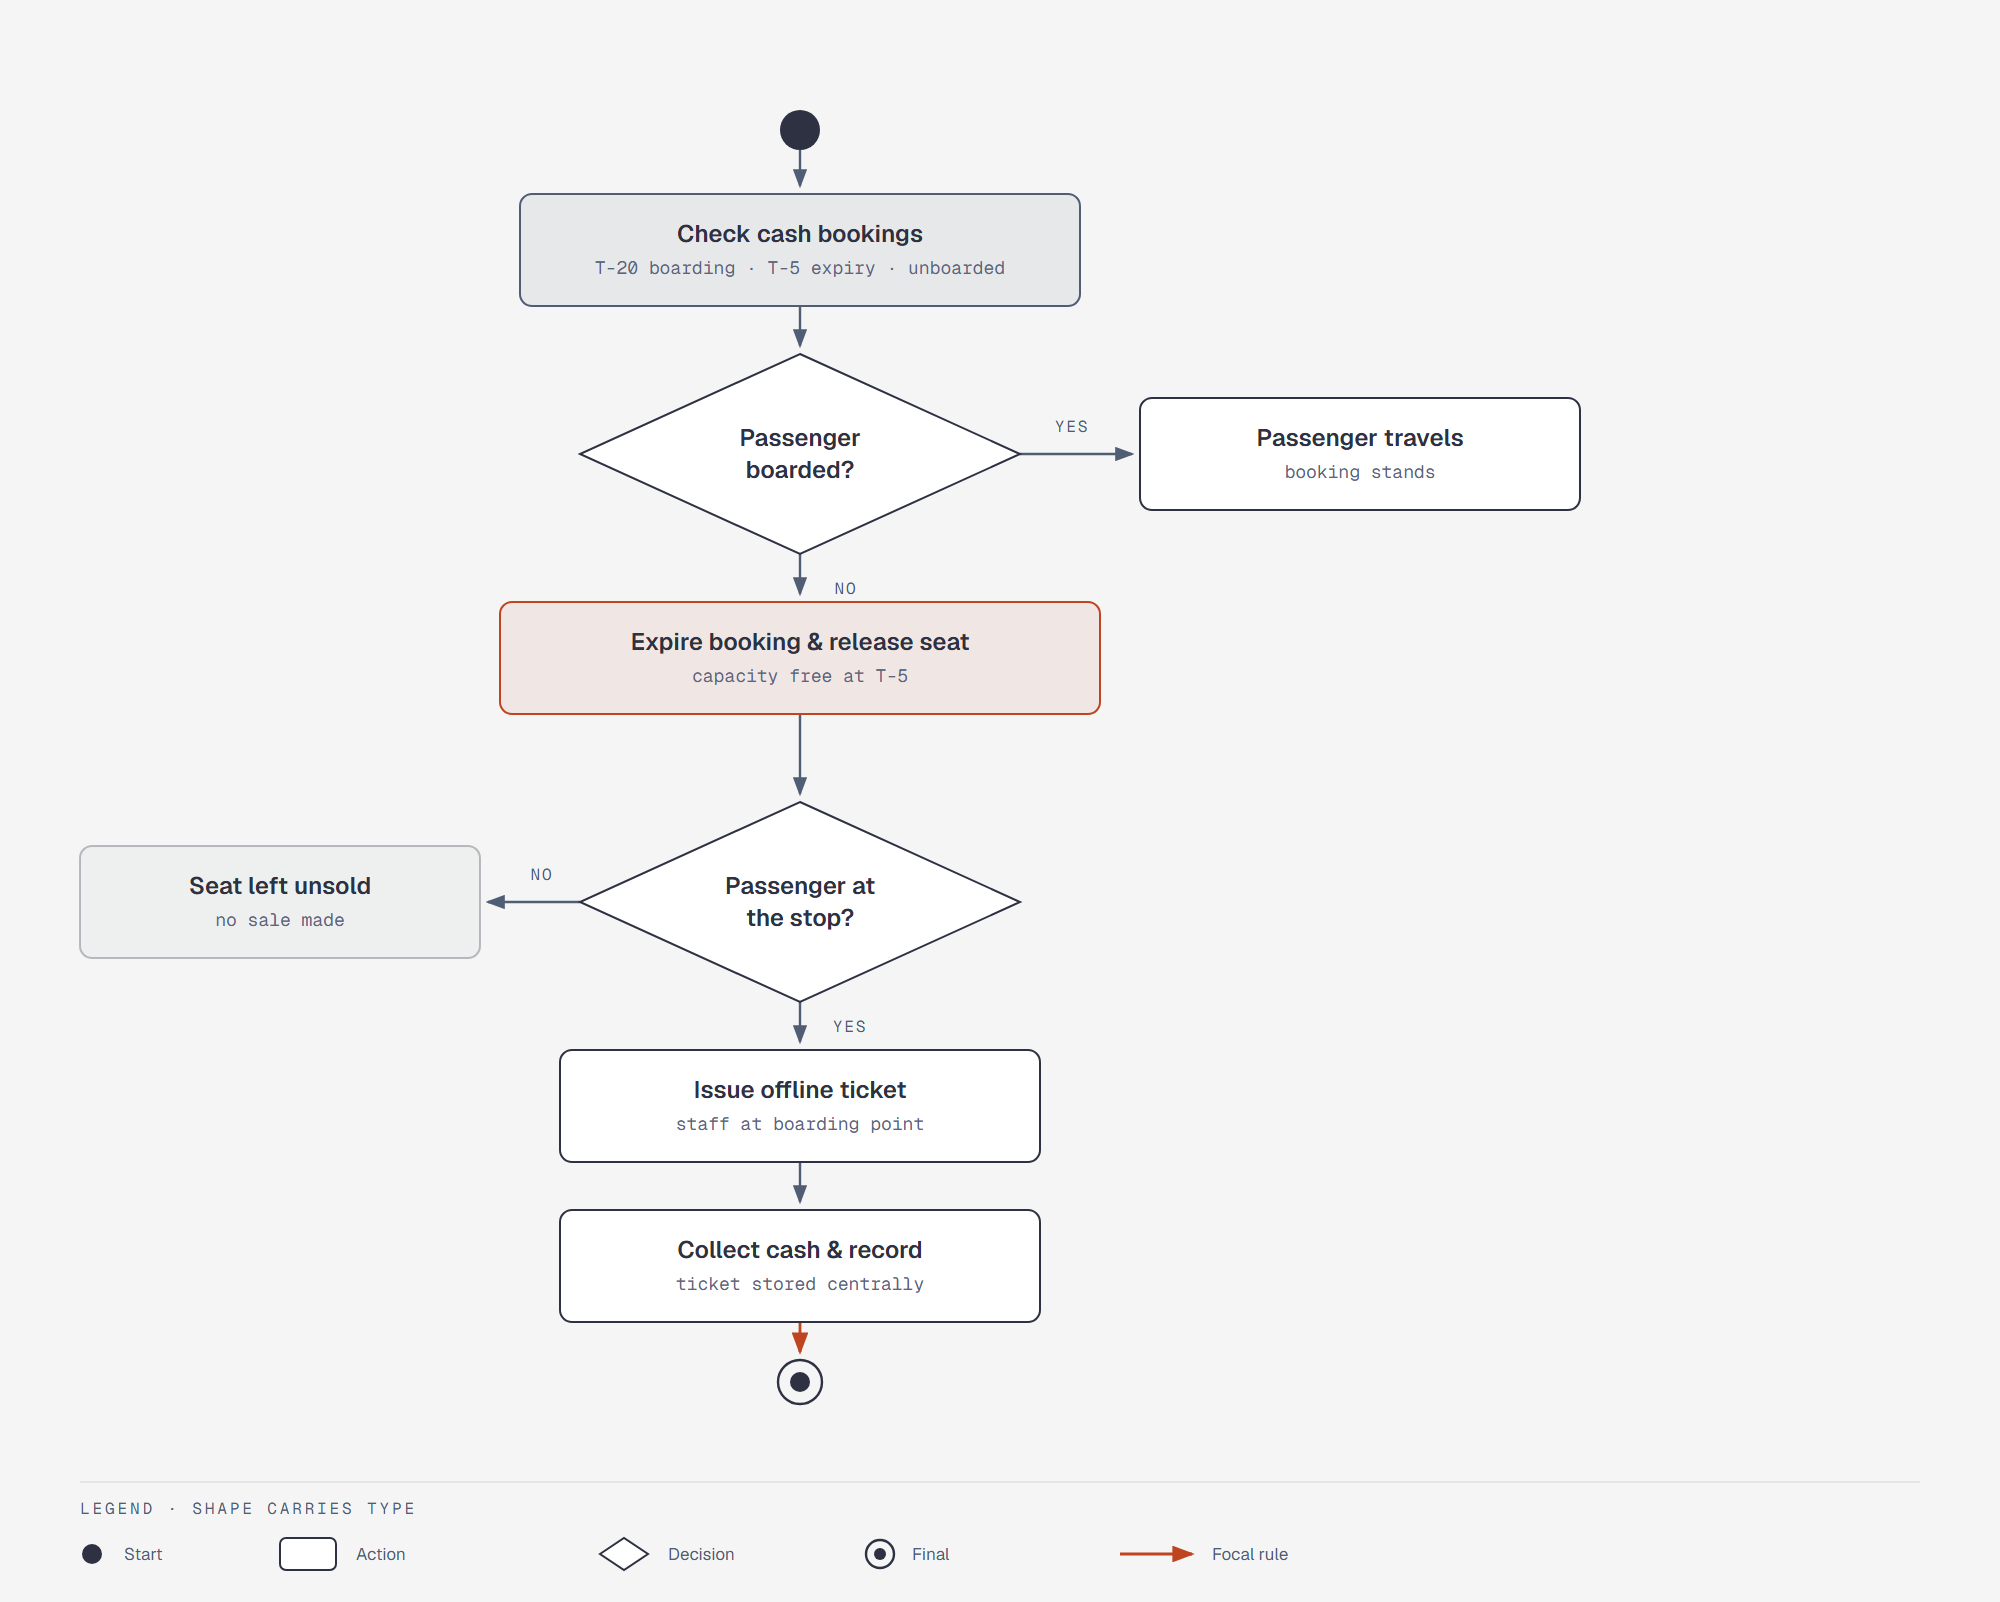 Check cash bookings
T-20 boarding · T-5 expiry · unboarded
Passenger
boarded?
YES
Passenger travels
booking stands
NO
Expire booking & release seat
capacity free at T-5
Seat left unsold
no sale made
NO
Passenger at
the stop?
YES
Issue offline ticket
staff at boarding point
Collect cash & record
ticket stored centrally
LEGEND · SHAPE CARRIES TYPE
Start
Action
Decision
Final
Focal rule